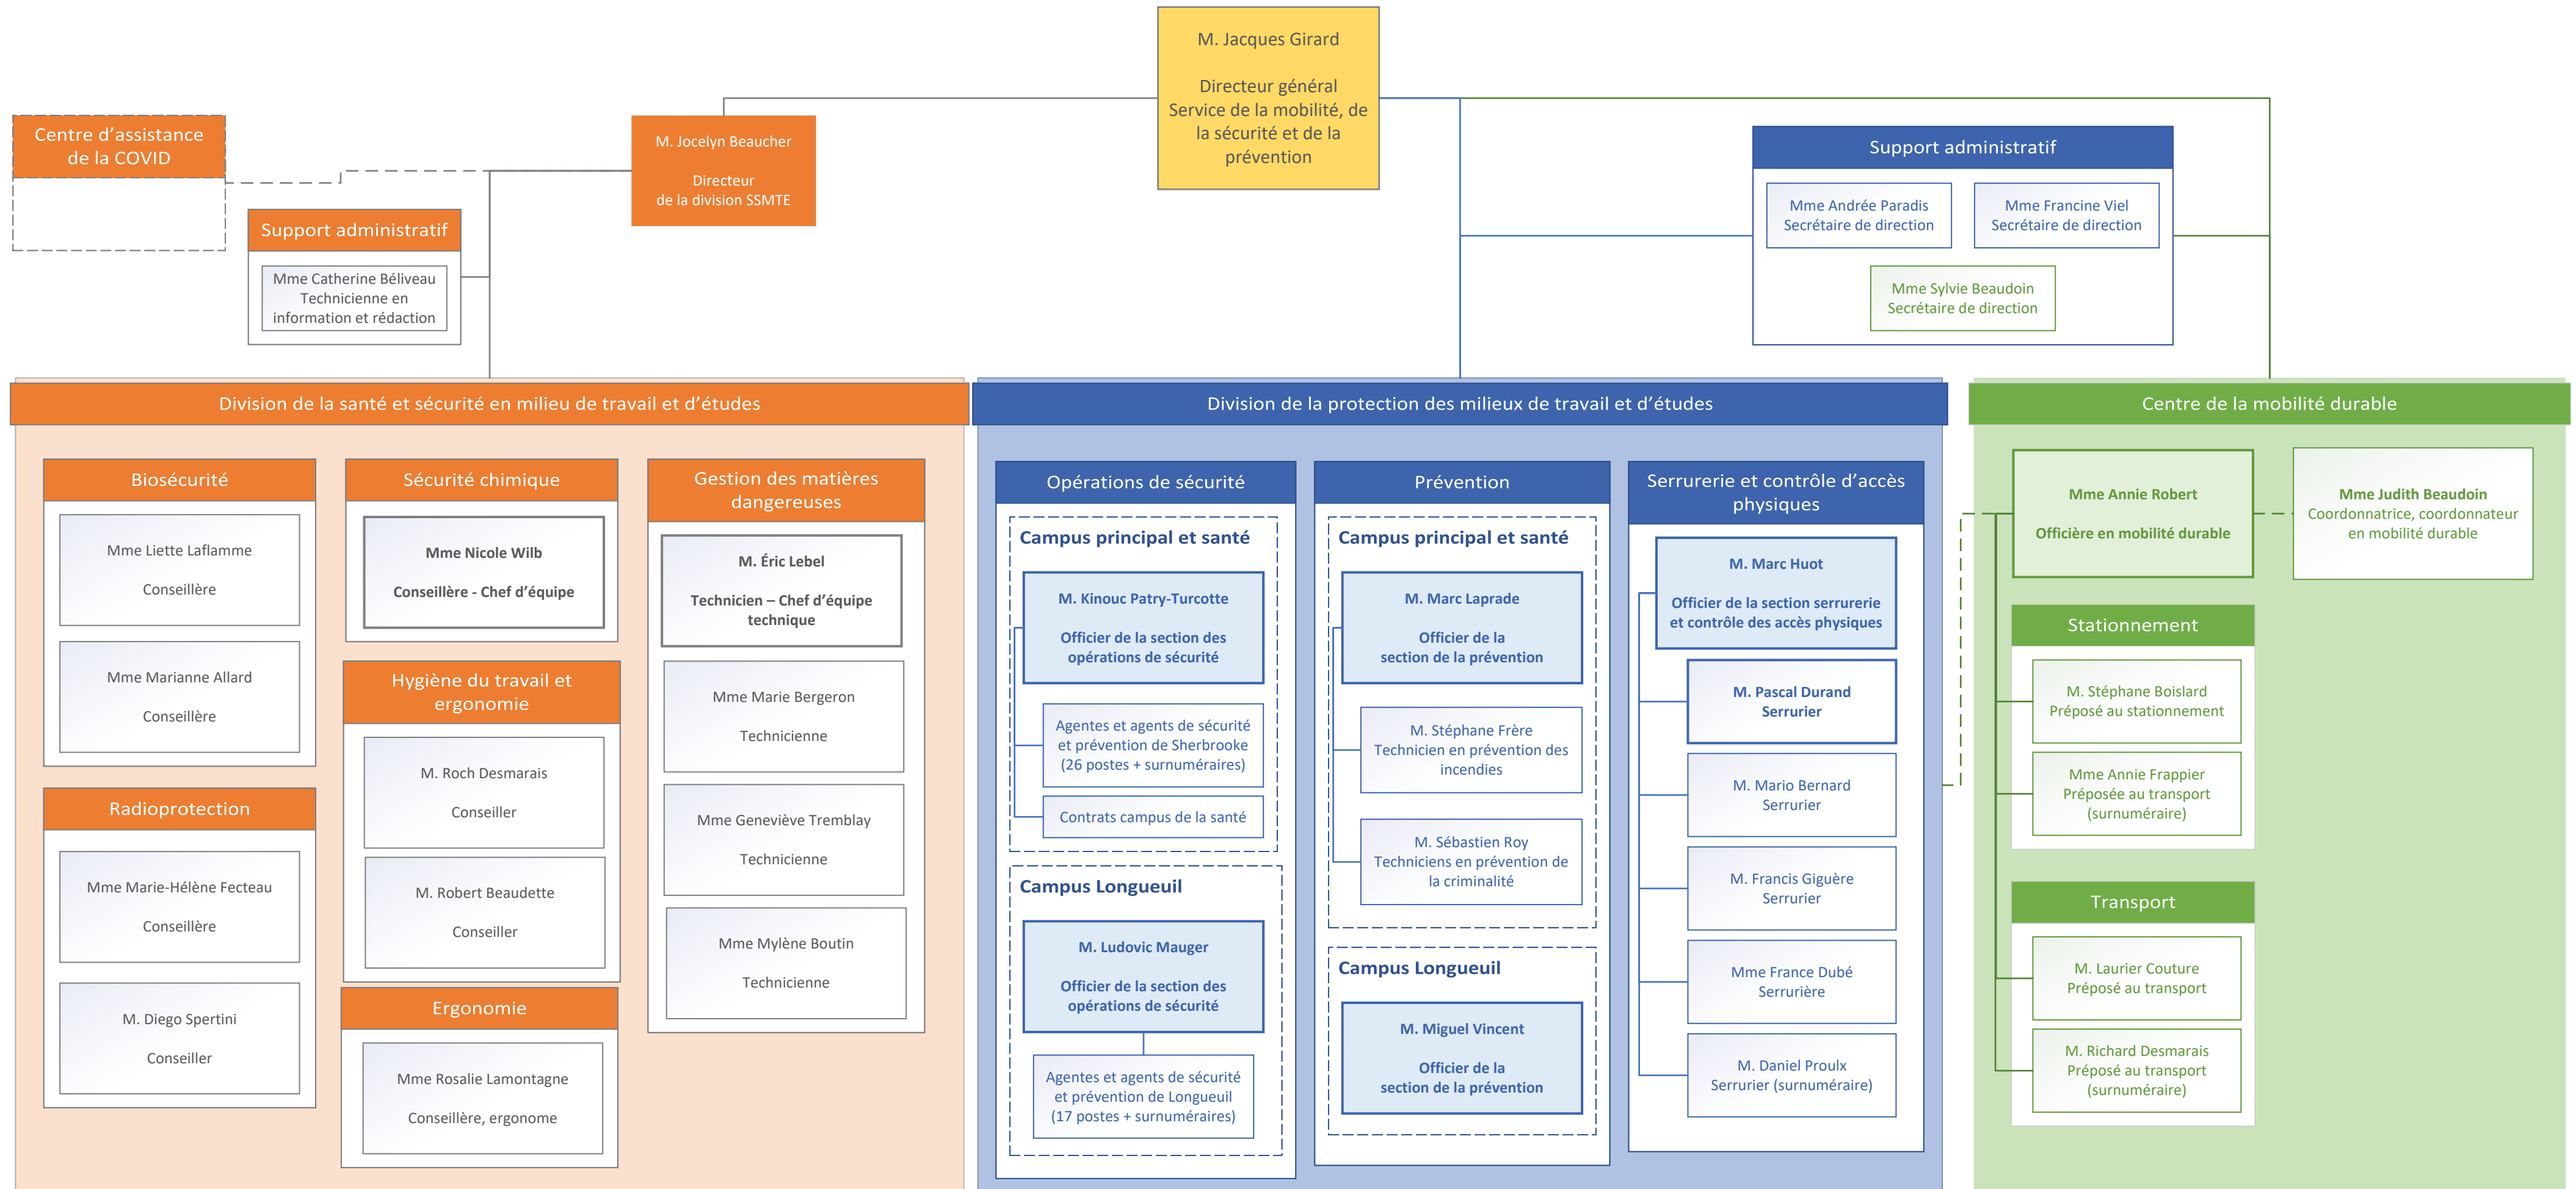 M. Jacques Girard
Directeur général
Service de la mobilité, de
la sécurité et de la
prévention
Centre d'assistance
de la COVID
M. Jocelyn Beaucher
Directeur
de la division SSMTE
Support administratif
Mme Catherine Béliveau
Technicienne en
information et rédaction
Support administratif
Mme Andrée Paradis
Secrétaire de direction
Mme Francine Viel
Secrétaire de direction
Mme Sylvie Beaudoin
Secrétaire de direction
Division de la santé et sécurité en milieu de travail et d'études
Biosécurité
Mme Liette Laflamme
Conseillère
Mme Marianne Allard
Conseillère
Radioprotection
Mme Marie-Hélène Fecteau
Conseillère
M. Diego Spertini
Conseiller
Sécurité chimique
Mme Nicole Wilb
Conseillère - Chef d'équipe
Hygiène du travail et
ergonomie
M. Roch Desmarais
Conseiller
M. Robert Beaudette
Conseiller
Ergonomie
Mme Rosalie Lamontagne
Conseillère, ergonome
Gestion des matières
dangereuses
M. Éric Lebel
Technicien – Chef d'équipe
technique
Mme Marie Bergeron
Technicienne
Mme Geneviève Tremblay
Technicienne
Mme Mylène Boutin
Technicienne
Division de la protection des milieux de travail et d'études
Opérations de sécurité
Campus principal et santé
M. Kinouc Patry-Turcotte
Officier de la section des
opérations de sécurité
Agentes et agents de sécurité
et prévention de Sherbrooke
(26 postes + surnuméraires)
Contrats campus de la santé
Campus Longueuil
M. Ludovic Mauger
Officier de la section des
opérations de sécurité
Agentes et agents de sécurité
et prévention de Longueuil
(17 postes + surnuméraires)
Prévention
Campus principal et santé
M. Marc Laprade
Officier de la
section de la prévention
M. Stéphane Frère
Technicien en prévention des
incendies
M. Sébastien Roy
Techniciens en prévention de
la criminalité
Campus Longueuil
M. Miguel Vincent
Officier de la
section de la prévention
Serrurerie et contrôle d'accès
physiques
M. Marc Huot
Officier de la section serrurerie
et contrôle des accès physiques
M. Pascal Durand
Serrurier
M. Mario Bernard
Serrurier
M. Francis Giguère
Serrurier
Mme France Dubé
Serrurière
M. Daniel Proulx
Serrurier (surnuméraire)
Centre de la mobilité durable
Mme Annie Robert
Officière en mobilité durable
Mme Judith Beaudoin
Coordonnatrice, coordonnateur
en mobilité durable
Stationnement
M. Stéphane Boislard
Préposé au stationnement
Mme Annie Frappier
Préposée au transport
(surnuméraire)
Transport
M. Laurier Couture
Préposé au transport
M. Richard Desmarais
Préposé au transport
(surnuméraire)